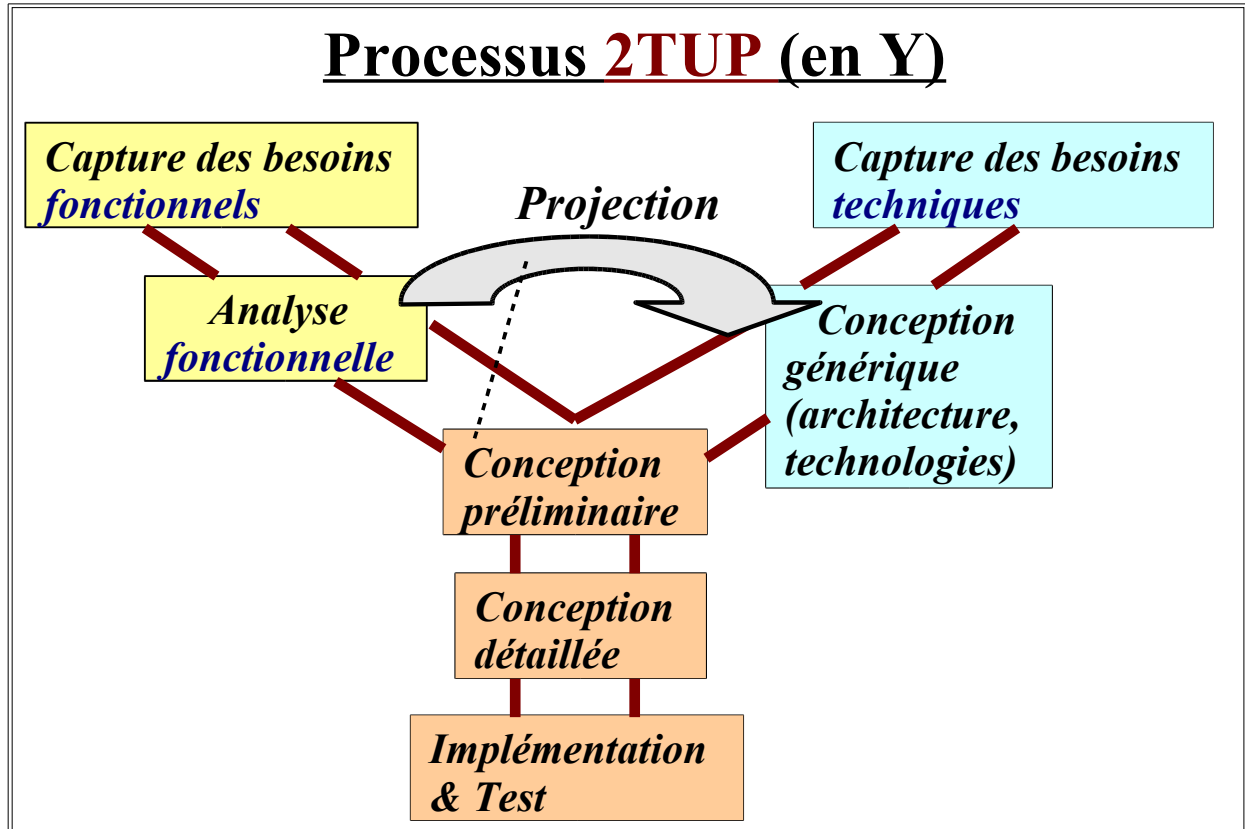 Processus 2TUP (en Y)
Capture des besoins
fonctionnels
Capture des besoins
techniques
Projection
Analyse
fonctionnelle
Conception
générique
(architecture,
technologies)
Conception
préliminaire
Conception
détaillée
Implémentation
& Test